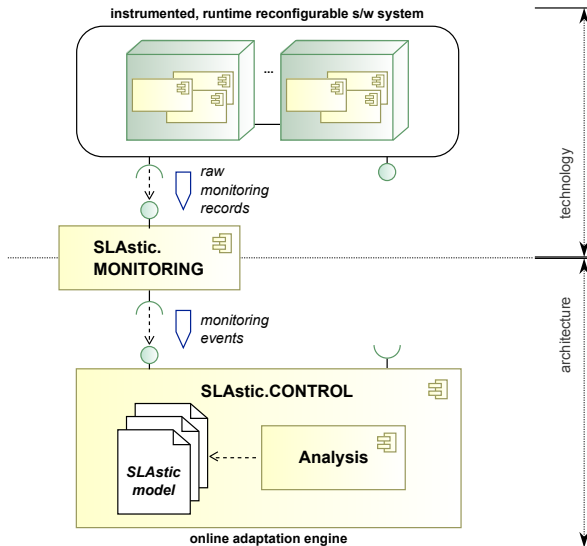 instrumented, runtime reconfigurable s/w system
...
raw
monitoring
records
technology
SLAstic.
MONITORING
architecture
monitoring
events
SLAstic.CONTROL
SLAstic
model
Analysis
online adaptation engine